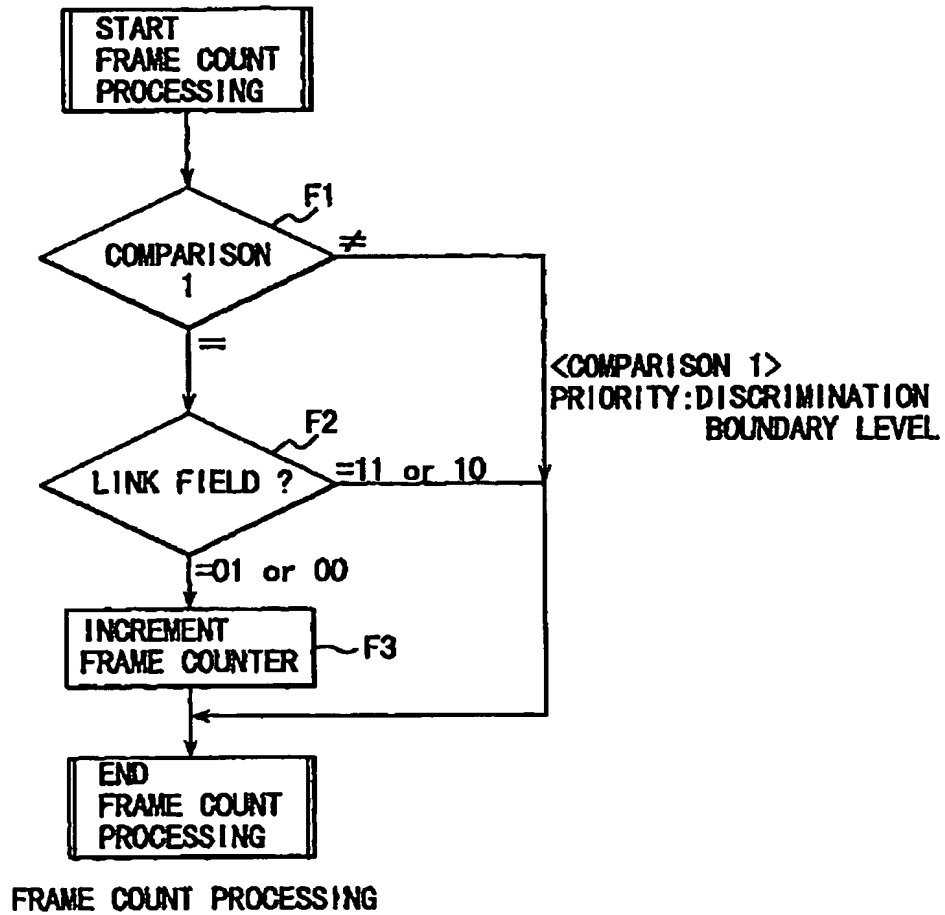 START
FRAME COUNT
PROCESSING
F1
COMPARISON
1
≠
=
<COMPARISON 1>
PRIORITY:DISCRIMINATION
BOUNDARY LEVEL
F2
LINK FIELD ?
=11 or 10
=01 or 00
INCREMENT
FRAME COUNTER
F3
END
FRAME COUNT
PROCESSING
FRAME COUNT PROCESSING